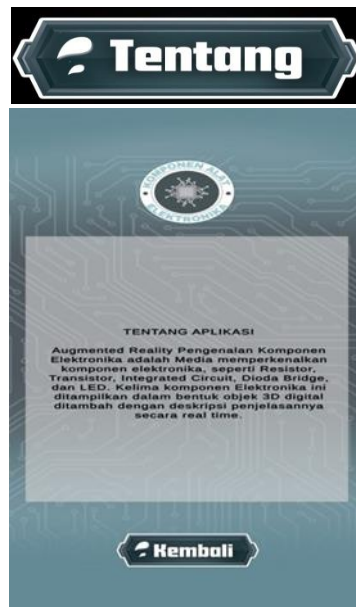 Tentang
KOMPONEN ALAT
ELEKTRONIKA
TENTANG APLIKASI
Augmented Reality Pengenalan Komponen
Elektronika adalah Media memperkenalkan
komponen elektronika, seperti Resistor,
Transistor, Integrated Circuit, Dioda Bridge,
dan LED. Kelima komponen Elektronika ini
ditampilkan dalam bentuk objek 3D digital
ditambah dengan deskripsi penjelasannya
secara real time.
Kembali